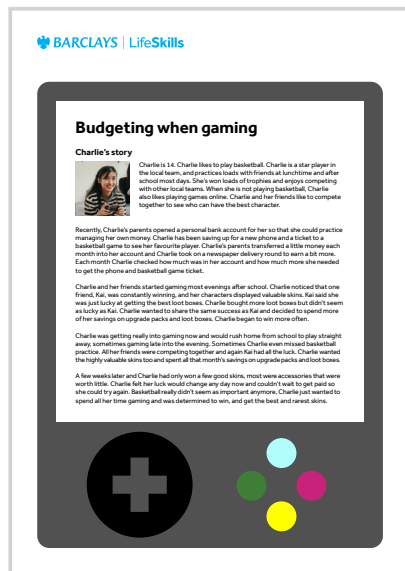 BARCLAYS | LifeSkills
Budgeting when gaming
Charlie's story
Charlie is 14. Charlie likes to play basketball. Charlie is a star player in
the local team, and practices loads with friends at lunchtime and after
school most days. She's won loads of trophies and enjoys competing
with other local teams. When she is not playing basketball, Charlie
also likes playing games online. Charlie and her friends like to compete
together to see who can have the best character.
Recently, Charlie's parents opened a personal bank account for her so that she could practice
managing her own money. Charlie has been saving up for a new phone and a ticket to a
basketball game to see her favourite player. Charlie's parents transferred a little money each
month into her account and Charlie took on a newspaper delivery round to earn a bit more.
Each month Charlie checked how much was in her account and how much more she needed
to get the phone and basketball game ticket.
Charlie and her friends started gaming most evenings after school. Charlie noticed that one
friend, Kai, was constantly winning, and her characters displayed valuable skins. Kai said she
was just lucky at getting the best loot boxes. Charlie bought more loot boxes but didn't seem
as lucky as Kai. Charlie wanted to share the same success as Kai and decided to spend more
of her savings on upgrade packs and loot boxes. Charlie began to win more often.
Charlie was getting really into gaming now and would rush home from school to play straight
away, sometimes gaming late into the evening. Sometimes Charlie even missed basketball
practice. All her friends were competing together and again Kai had all the luck. Charlie wanted
the highly valuable skins too and spent all that month's savings on upgrade packs and loot boxes.
A few weeks later and Charlie had only won a few good skins, most were accessories that were
worth little. Charlie felt her luck would change any day now and couldn't wait to get paid so
she could try again. Basketball really didn't seem as important anymore, Charlie just wanted to
spend all her time gaming and was determined to win, and get the best and rarest skins.